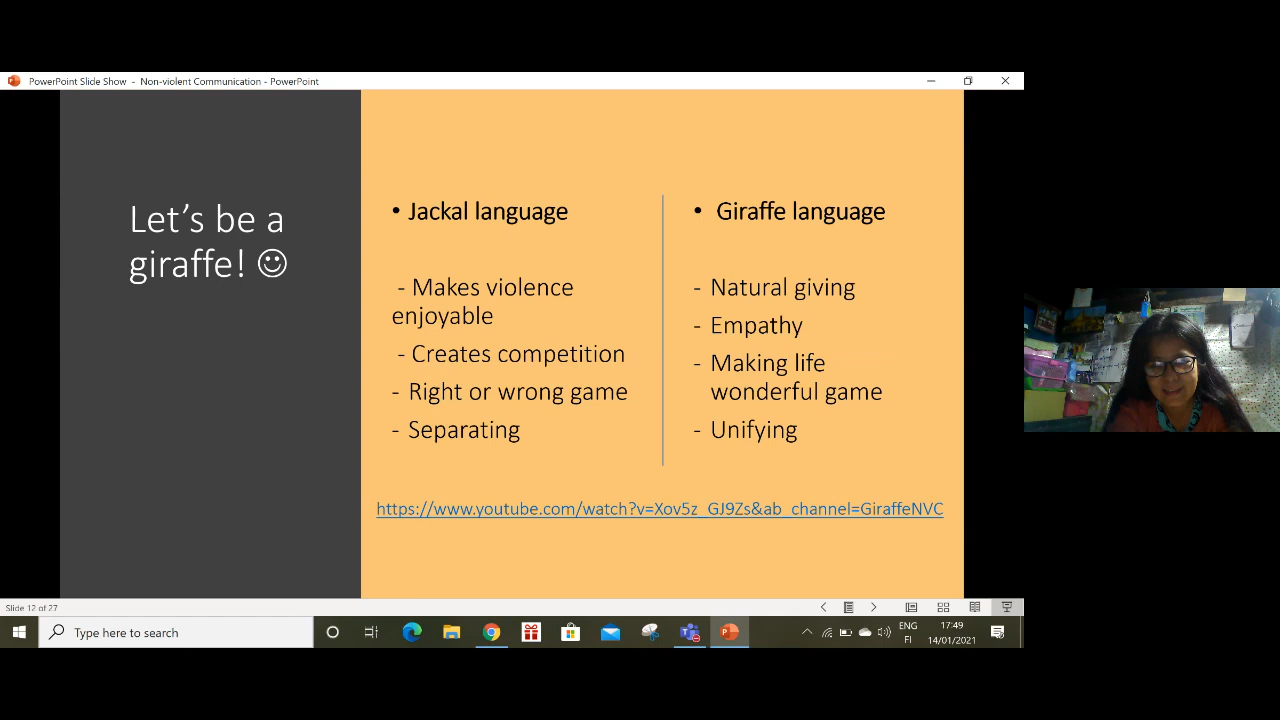 PowerPoint Slide Show - Non-violent Communication - PowerPoint
Let's be a
giraffe! ☺
• Jackal language
- Makes violence
enjoyable
- Creates competition
- Right or wrong game
- Separating
• Giraffe language
- Natural giving
- Empathy
- Making life
wonderful game
- Unifying
https://www.youtube.com/watch?v=Xov5z_GJ9Zs&ab_channel=GiraffeNVC
Slide 12 of 27
Type here to search
ENG
FI
17:49
14/01/2021